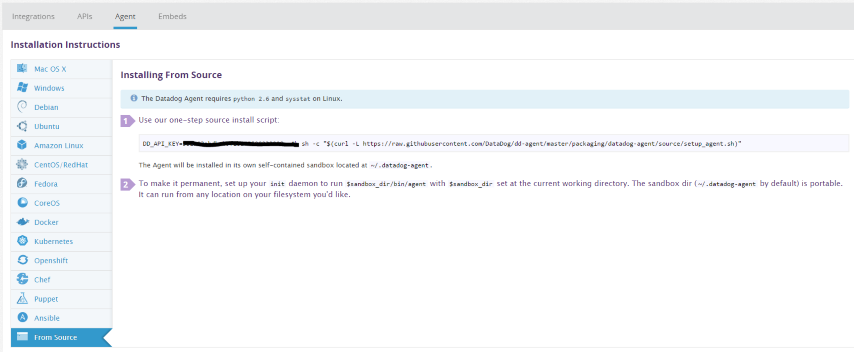 Integrations APIs Agent Embeds
Installation Instructions
Mac OS X
Windows
Debian
Ubuntu
Amazon Linux
CentOS/RedHat
Fedora
CoreOS
Docker
Kubernetes
Openshift
Chef
Puppet
Ansible
From Source
Installing From Source
The Datadog Agent requires python 2.6 and sysstat on Linux.
1 Use our one-step source install script:
DD_API_KEY= sh -c "$(curl -L https://raw.githubusercontent.com/DataDog/dd-agent/master/packaging/datadog-agent/source/setup_agent.sh)"
The Agent will be installed in its own self-contained sandbox located at ~/.datadog-agent.
2 To make it permanent, set up your init daemon to run $sandbox_dir/bin/agent with $sandbox_dir set at the current working directory. The sandbox dir (~/.datadog-agent by default) is portable.
It can run from any location on your filesystem you'd like.